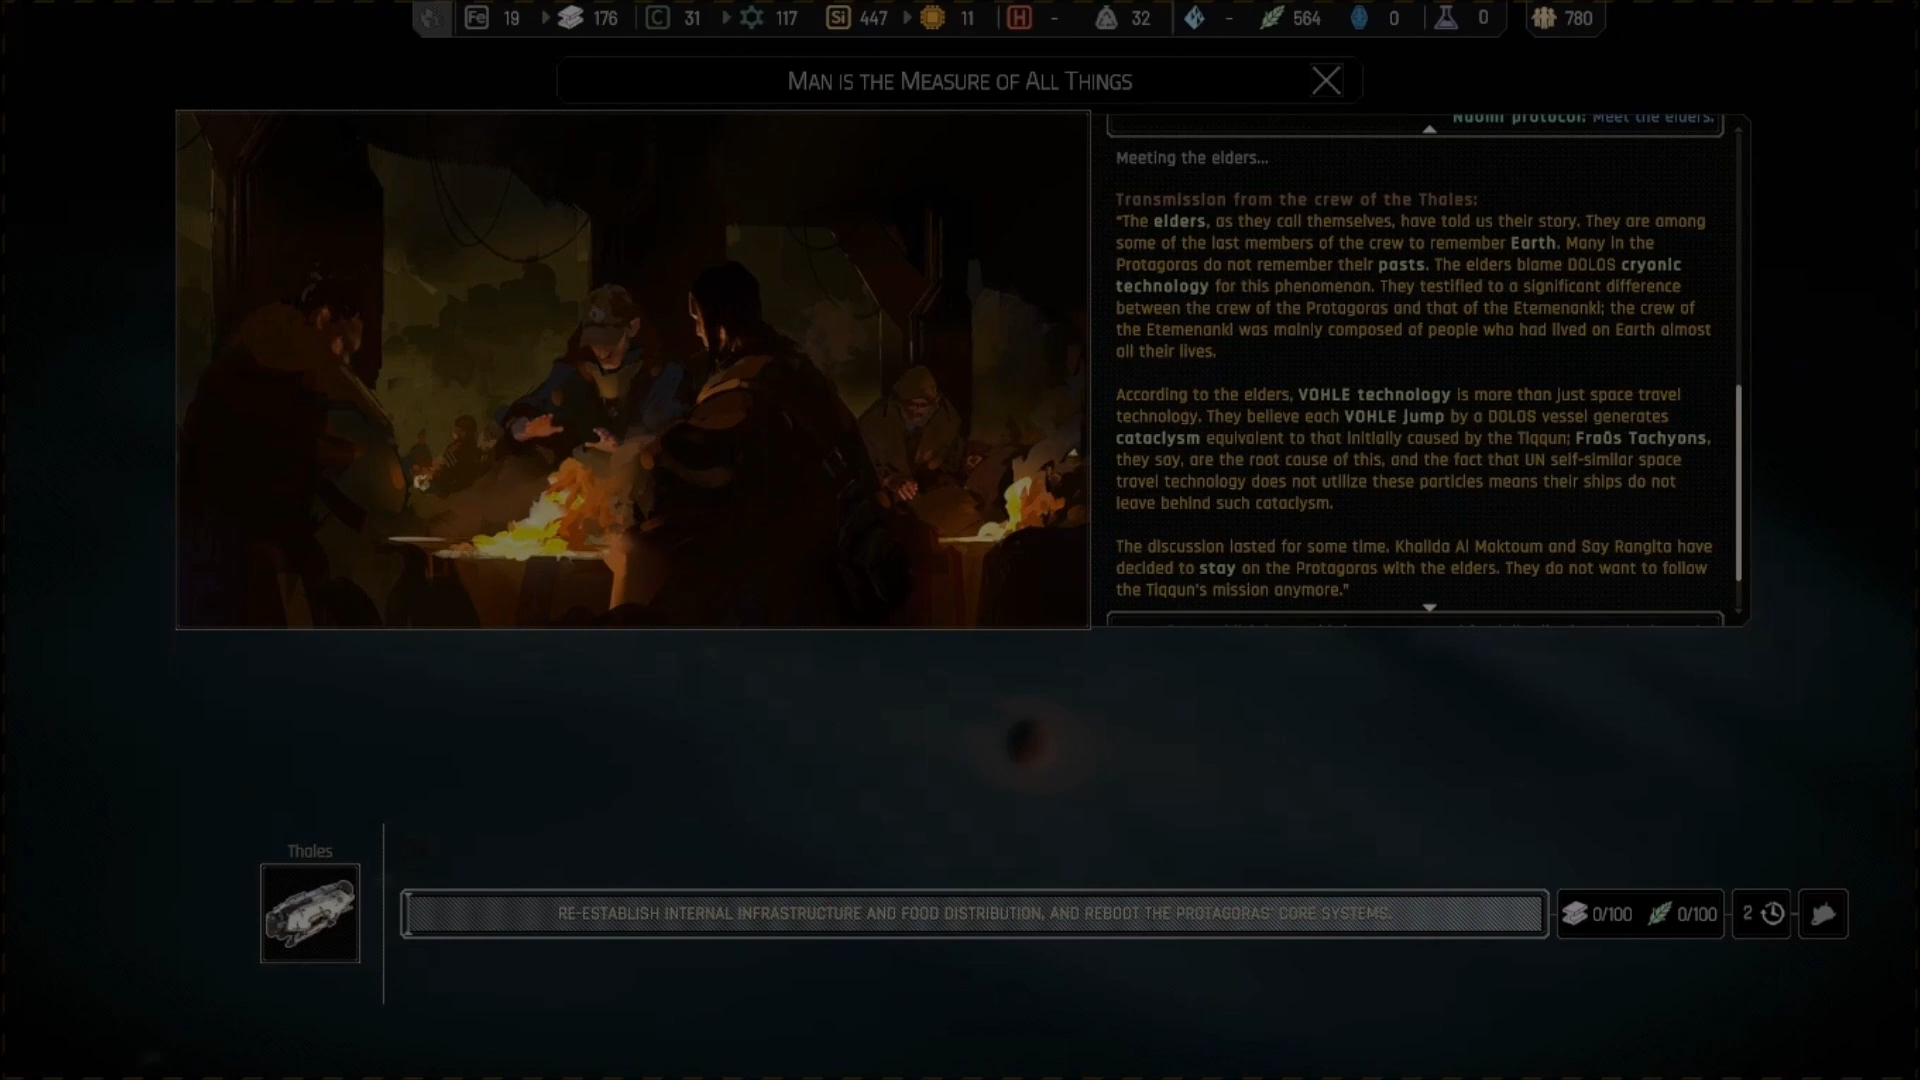 Fe 19 176 C 31 117 Si 447 11 H - 32 - 564 0 0 780
MAN IS THE MEASURE OF ALL THINGS
Naomi protocol: Meet the elders.
Meeting the elders...
Transmission from the crew of the Thales:
"The elders, as they call themselves, have told us their story. They are among
some of the last members of the crew to remember Earth. Many in the
Protagoras do not remember their pasts. The elders blame DOLOS cryonic
technology for this phenomenon. They testified to a significant difference
between the crew of the Protagoras and that of the Etemenanki; the crew of
the Etemenanki was mainly composed of people who had lived on Earth almost
all their lives.
According to the elders, VOHLE technology is more than just space travel
technology. They believe each VOHLE jump by a DOLOS vessel generates
cataclysm equivalent to that initially caused by the Tiqqun; Fraûs Tachyons,
they say, are the root cause of this, and the fact that UN self-similar space
travel technology does not utilize these particles means their ships do not
leave behind such cataclysm.
The discussion lasted for some time. Khalida Al Maktoum and Say Rangita have
decided to stay on the Protagoras with the elders. They do not want to follow
the Tiqqun's mission anymore."
Thales
RE-ESTABLISH INTERNAL INFRASTRUCTURE AND FOOD DISTRIBUTION, AND REBOOT THE PROTAGORAS' CORE SYSTEMS.
0/100 0/100 2